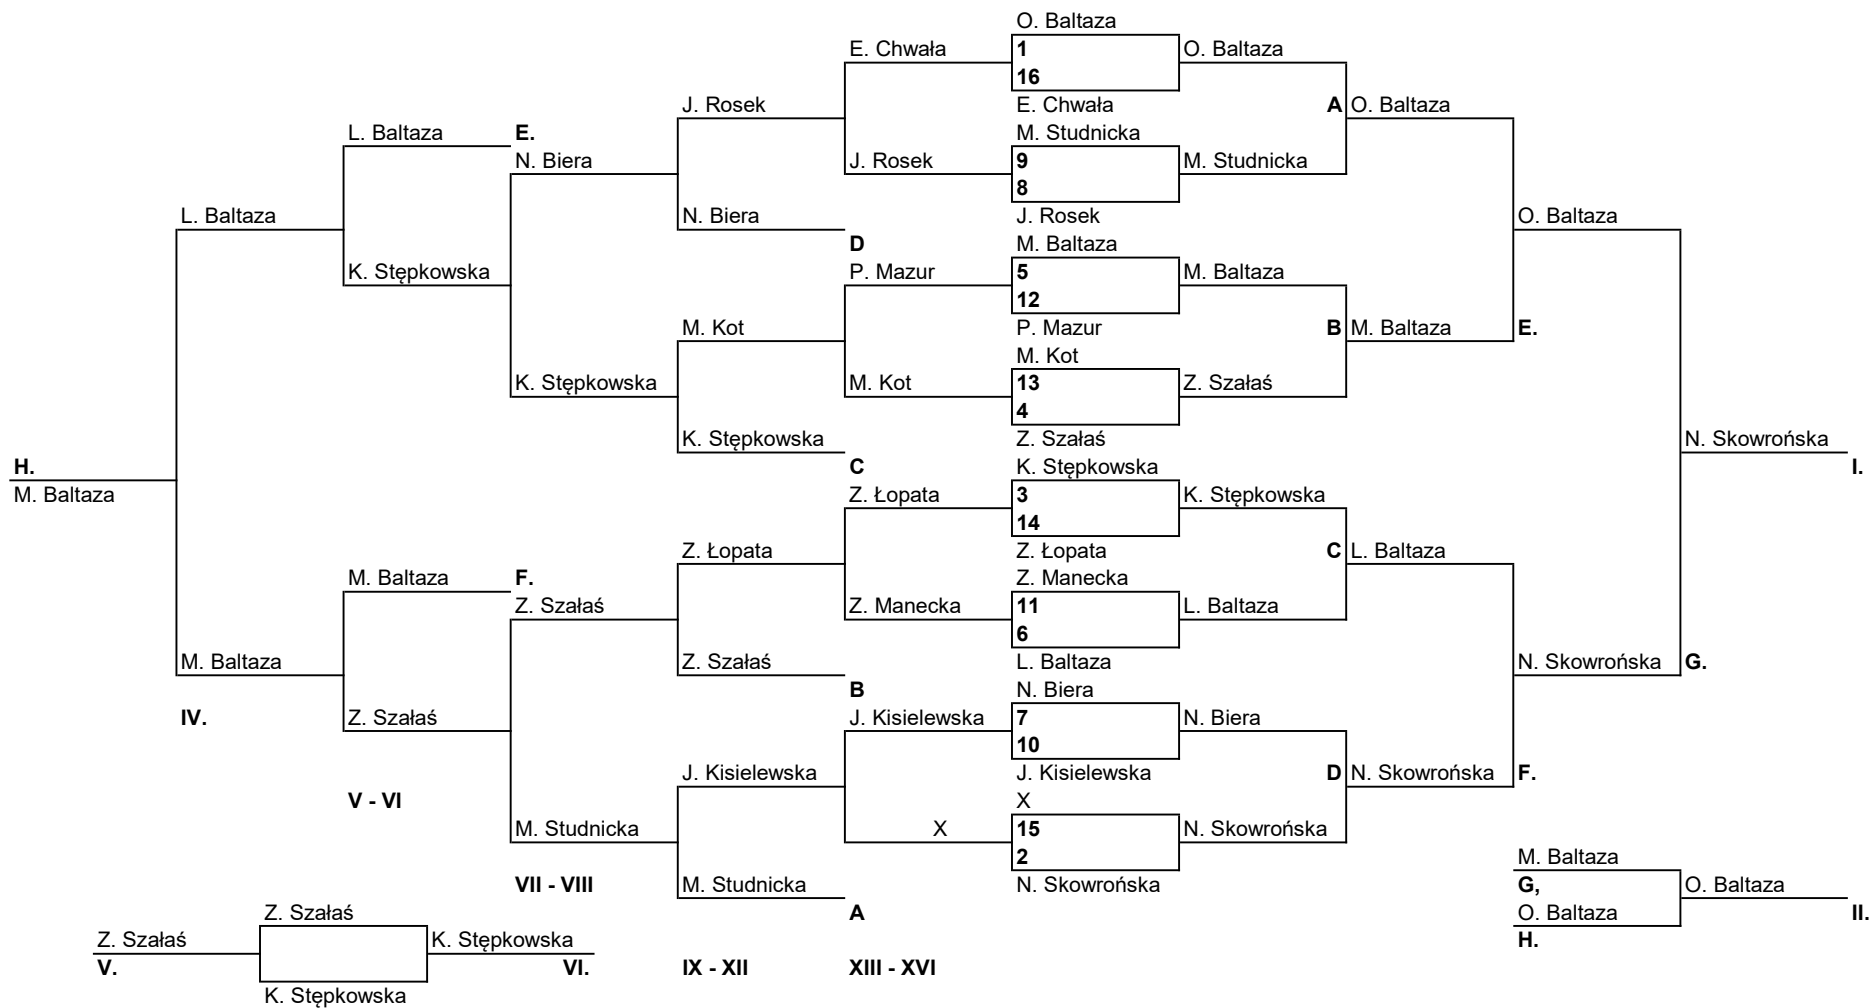 O. Baltaza
E. Chwała 1 O. Baltaza
16
J. Rosek E. Chwała A O. Baltaza
L. Baltaza E. M. Studnicka
N. Biera J. Rosek 9 M. Studnicka
8
L. Baltaza N. Biera J. Rosek O. Baltaza
D M. Baltaza
K. Stępkowska P. Mazur 5 M. Baltaza
12
M. Kot P. Mazur B M. Baltaza E.
M. Kot
K. Stępkowska M. Kot 13 Z. Szałaś
4
K. Stępkowska Z. Szałaś N. Skowrońska
H. C K. Stępkowska I.
M. Baltaza Z. Łopata 3 K. Stępkowska
14
Z. Łopata Z. Łopata C L. Baltaza
M. Baltaza F. Z. Manecka
Z. Szałaś Z. Manecka 11 L. Baltaza
6
M. Baltaza Z. Szałaś L. Baltaza N. Skowrońska G.
B N. Biera
IV. Z. Szałaś J. Kisielewska 7 N. Biera
10
J. Kisielewska J. Kisielewska D N. Skowrońska F.
V - VI X
M. Studnicka X 15 N. Skowrońska
2 M. Baltaza
VII - VIII M. Studnicka N. Skowrońska G, O. Baltaza
Z. Szałaś A O. Baltaza II.
Z. Szałaś K. Stępkowska H.
V. VI. IX - XII XIII - XVI
K. Stępkowska